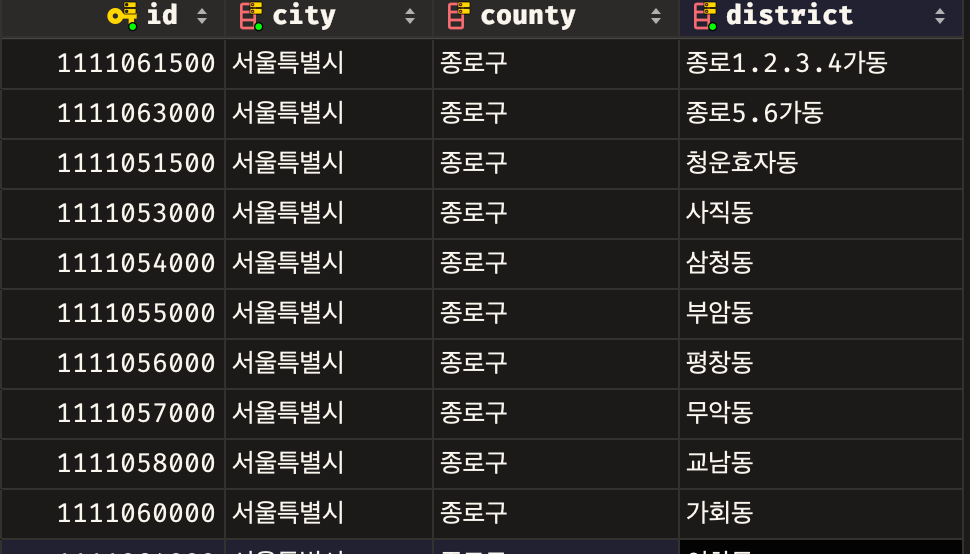 id city county district
1111061500 서울특별시 종로구 종로1.2.3.4가동
1111063000 서울특별시 종로구 종로5.6가동
1111051500 서울특별시 종로구 청운효자동
1111053000 서울특별시 종로구 사직동
1111054000 서울특별시 종로구 삼청동
1111055000 서울특별시 종로구 부암동
1111056000 서울특별시 종로구 평창동
1111057000 서울특별시 종로구 무악동
1111058000 서울특별시 종로구 교남동
1111060000 서울특별시 종로구 가회동